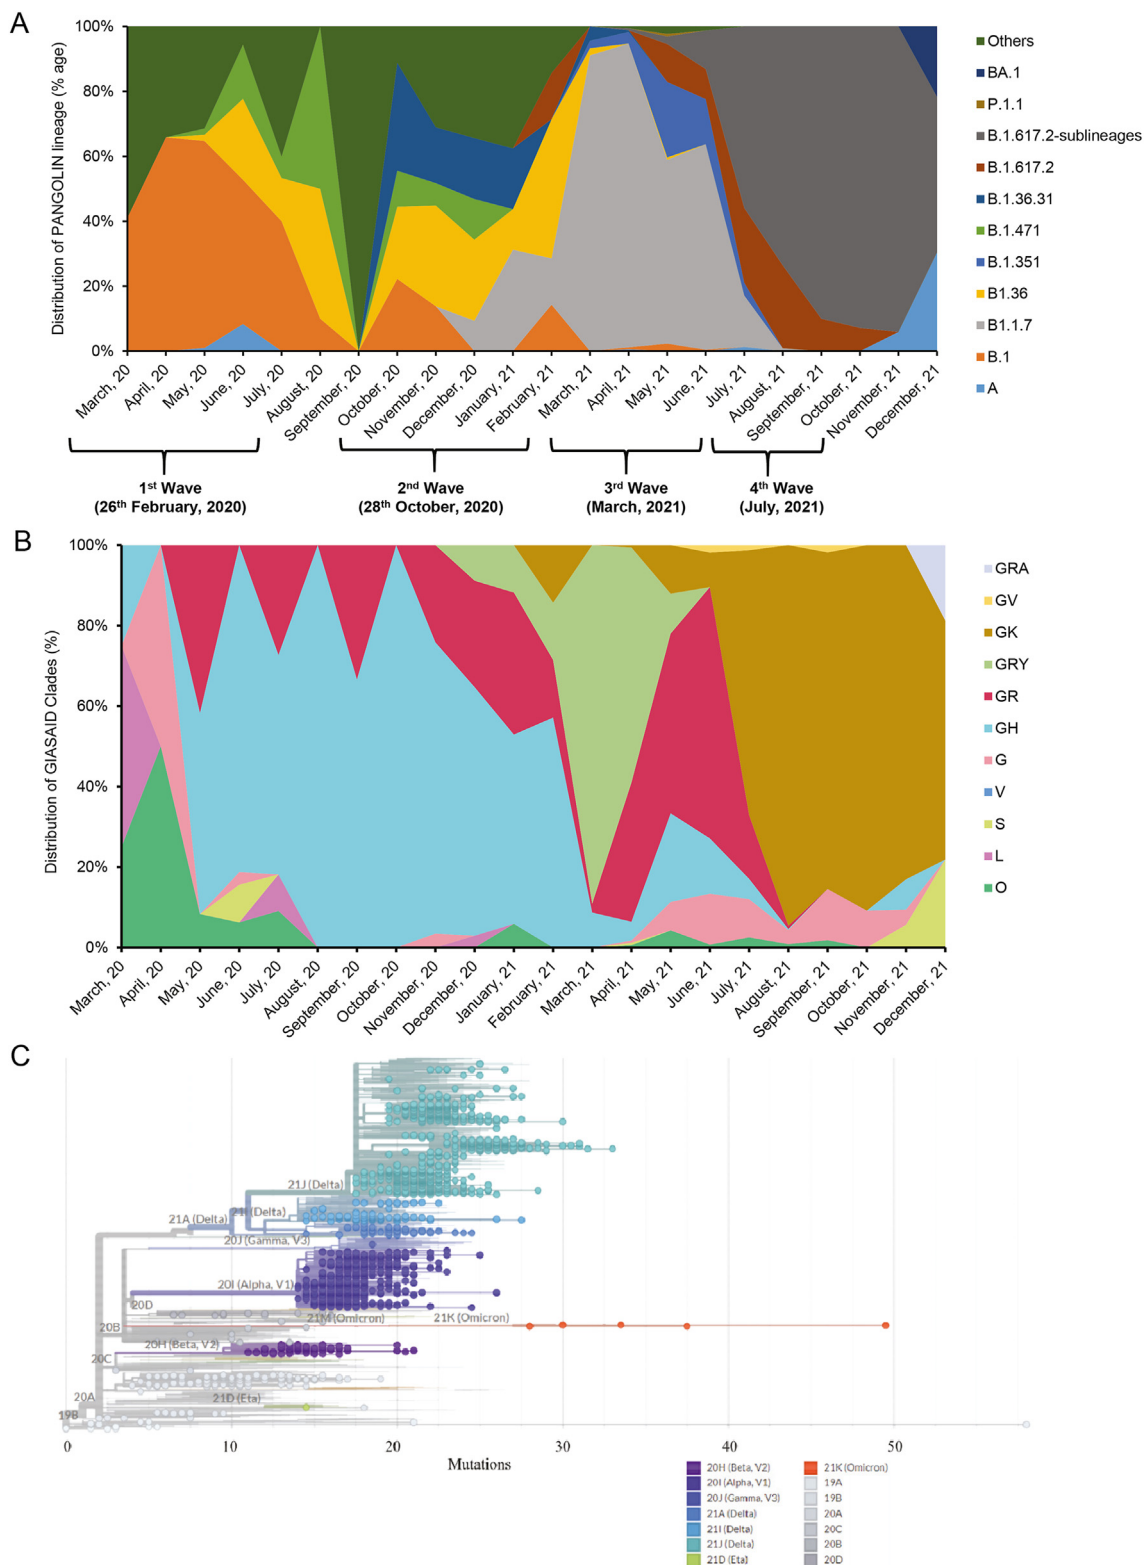 A
Distribution of PANGOLIN lineage (% age)
100%
80%
60%
40%
20%
0%
March, 20
April, 20
May, 20
June, 20
July, 20
August, 20
September, 20
October, 20
November, 20
December, 20
January, 21
February, 21
March, 21
April, 21
May, 21
June, 21
July, 21
August, 21
September, 21
October, 21
November, 21
December, 21
Others
BA.1
P.1.1
B.1.617.2-sublineages
B.1.617.2
B.1.36.31
B.1.471
B.1.351
B1.36
B1.1.7
B.1
A
1st Wave
(26th February, 2020)
2nd Wave
(28th October, 2020)
3rd Wave
(March, 2021)
4th Wave
(July, 2021)
B
Distribution of GIASAID Clades (%)
100%
80%
60%
40%
20%
0%
March, 20
April, 20
May, 20
June, 20
July, 20
August, 20
September, 20
October, 20
November, 20
December, 20
January, 21
February, 21
March, 21
April, 21
May, 21
June, 21
July, 21
August, 21
September, 21
October, 21
November, 21
December, 21
GRA
GV
GK
GRY
GR
GH
G
V
S
L
O
C
21J (Delta)
21I (Delta)
21A (Delta)
20J (Gamma, V3)
20I (Alpha, V1)
20D
21M (Omicron)
21K (Omicron)
20B
20H (Beta, V2)
20C
20A
21D (Eta)
19B
0
10
20
30
40
50
Mutations
20H (Beta, V2)
20I (Alpha, V1)
20J (Gamma, V3)
21A (Delta)
21I (Delta)
21J (Delta)
21D (Eta)
21K (Omicron)
19A
19B
20A
20C
20B
20D